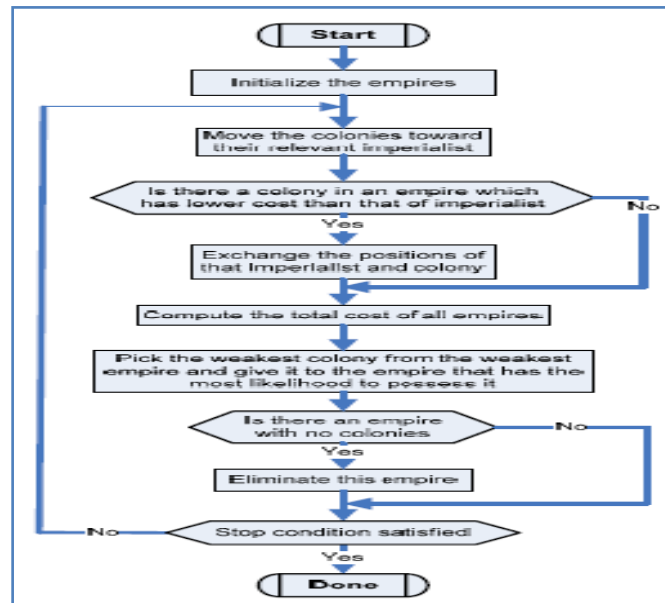 Start
Initialize the empires
Move the colonies toward
their relevant imperialist
Is there a colony in an empire which
has lower cost than that of imperialist
No
Yes
Exchange the positions of
that Imperialist and colony
Compute the total cost of all empires
Pick the weakest colony from the weakest
empire and give it to the empire that has the
most likelihood to possess it
Is there an empire
with no colonies
No
Yes
Eliminate this empire
No
Stop condition satisfied
Yes
Done